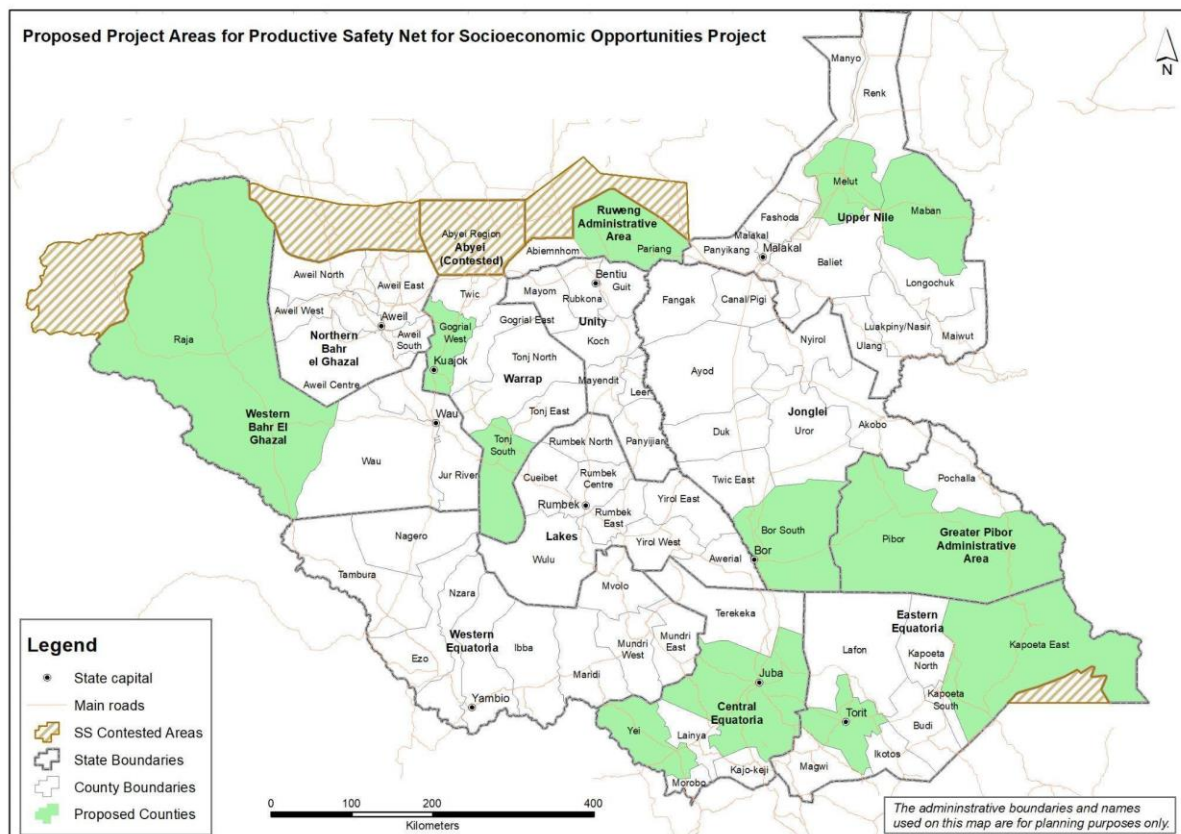 Proposed Project Areas for Productive Safety Net for Socioeconomic Opportunities Project
N
Manyo
Renk
Melut
Maban
Fashoda
Upper Nile
Malakal
Malakal
Panyikang
Baliet
Longochuk
Luakpiny/Nasir
Maiwut
Ulang
Ruweng
Administrative
Area
Pariang
Abyei Region
Abyei
(Contested)
Abiemnhom
Aweil North
Aweil East
Aweil West
Aweil
Aweil
South
Northern
Bahr
el Ghazal
Aweil Centre
Raja
Western
Bahr El
Ghazal
Wau
Wau
Jur River
Twic
Gogrial
West
Kuajok
Gogrial East
Tonj North
Warrap
Tonj East
Tonj
South
Mayom
Bentiu
Rubkona
Guit
Unity
Koch
Mayendit
Leer
Panyijian
Fangak
Canal/Pigi
Nyirol
Ayod
Jonglei
Uror
Akobo
Duk
Twic East
Bor South
Bor
Pochalla
Pibor
Greater Pibor
Administrative
Area
Rumbek North
Cueibet
Rumbek
Centre
Rumbek
Rumbek
East
Yirol East
Yirol West
Awerial
Lakes
Wulu
Nagero
Tambura
Nzara
Mvolo
Western
Equatoria
Ibba
Ezo
Yambio
Maridi
Mundri
West
Mundri
East
Terekeka
Juba
Central
Equatoria
Yei
Lainya
Morobo
Kajo-keji
Eastern
Equatoria
Lafon
Kapoeta
North
Kapoeta East
Kapoeta
South
Torit
Budi
Ikotos
Magwi
Legend
State capital
Main roads
SS Contested Areas
State Boundaries
County Boundaries
Proposed Counties
0 100 200 400
Kilometers
The admininstrative boundaries and names
used on this map are for planning purposes only.